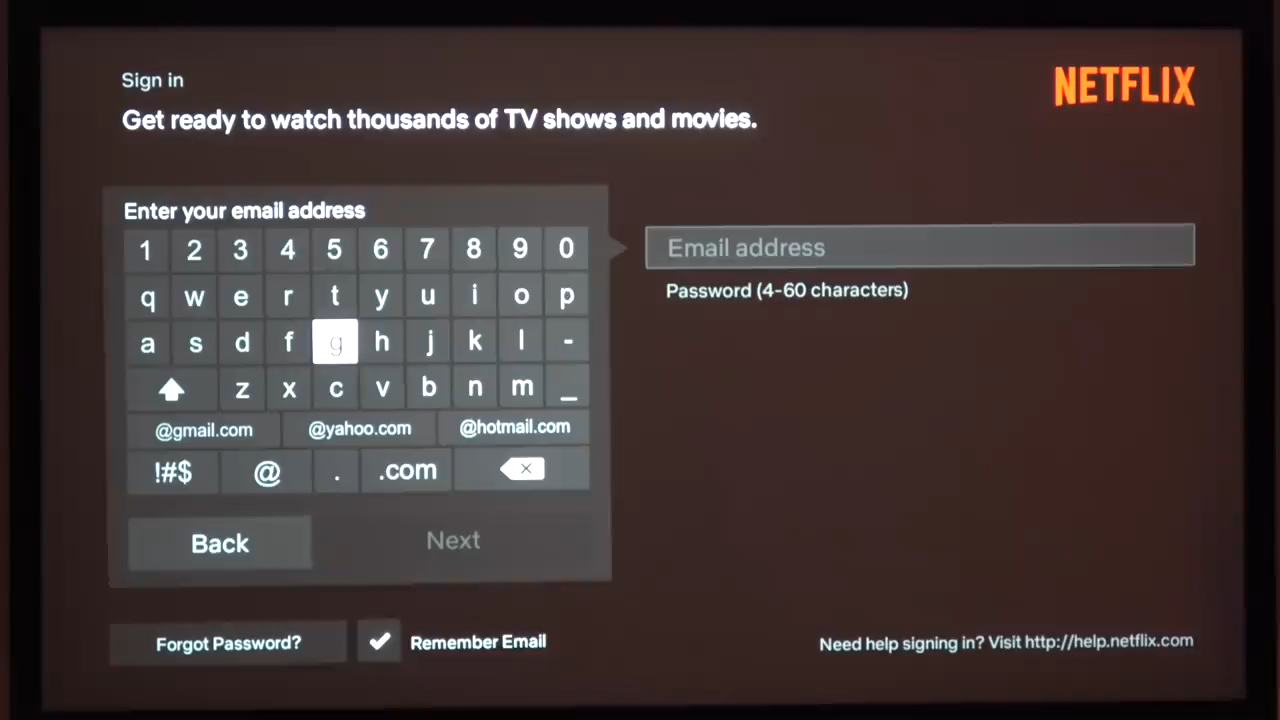 Sign in
NETFLIX
Get ready to watch thousands of TV shows and movies.
Enter your email address
1 2 3 4 5 6 7 8 9 0
Email address
q w e r t y u i o p
Password (4-60 characters)
a s d f g h j k l -
z x c v b n m _
@gmail.com @yahoo.com @hotmail.com
!#$ @ . .com
Back Next
Forgot Password? Remember Email
Need help signing in? Visit http://help.netflix.com